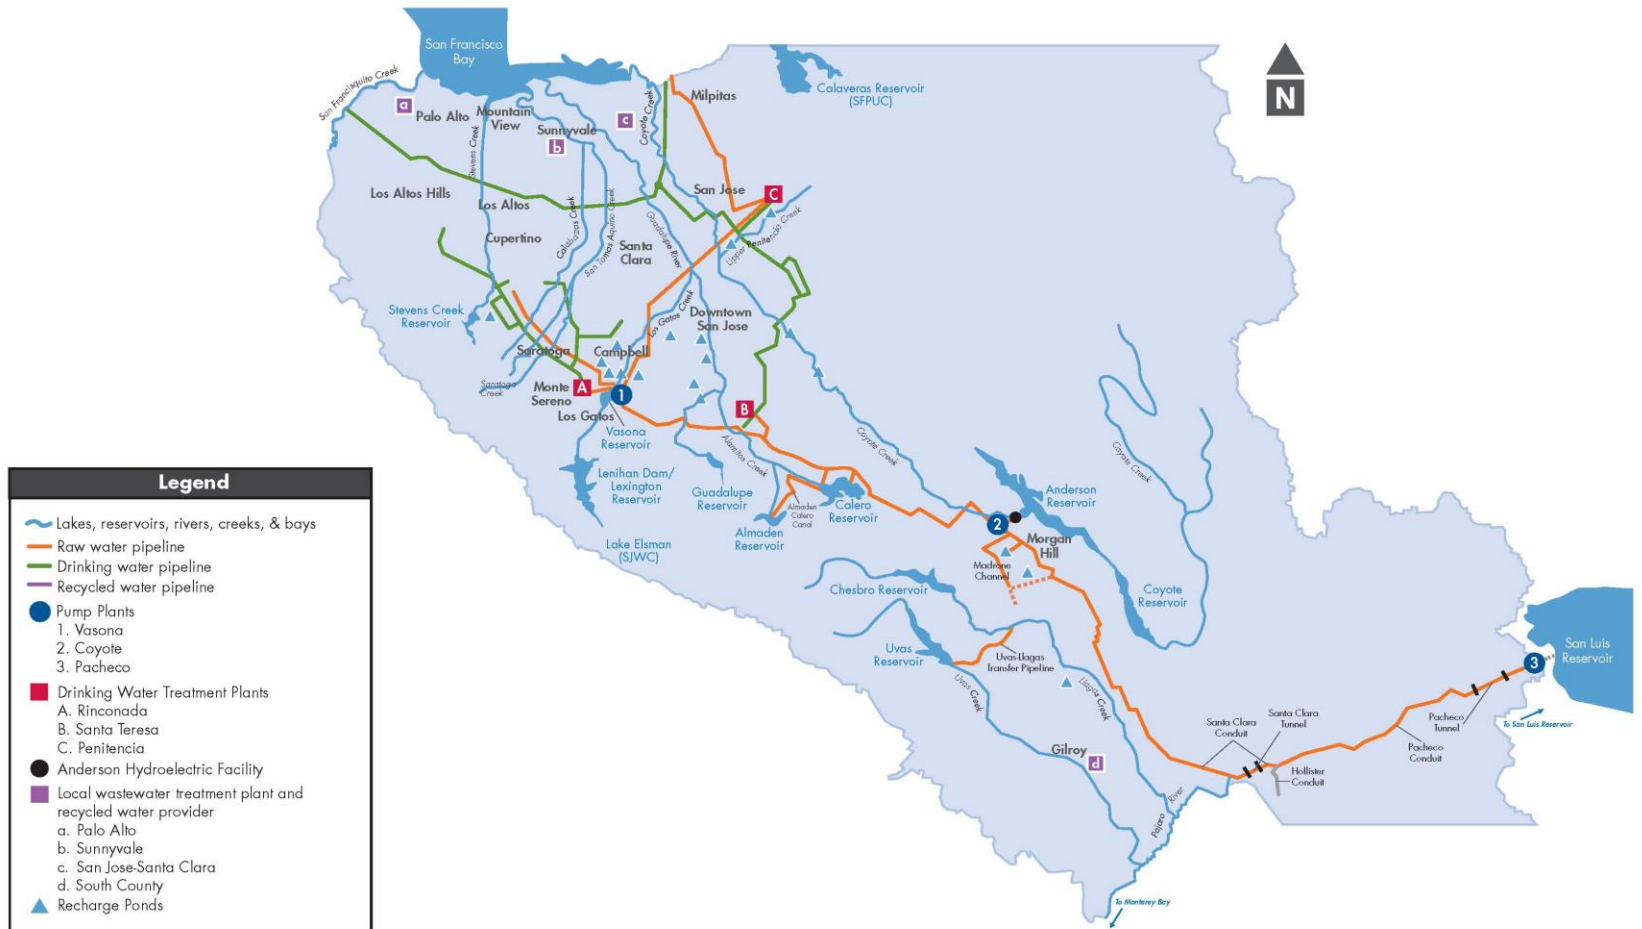 San Francisco
Bay
San Francisquito Creek
a
Palo Alto
Mountain
View
Sunnyvale
b
c
Coyote Creek
Milpitas
Calaveras Reservoir
(SFPUC)
N
Stevens Creek
Los Altos Hills
Los Altos
Cupertino
Calabazas Creek
San Tomas Aquino Creek
Santa
Clara
Guadalupe River
San Jose
C
Upper Penitencia Creek
Stevens Creek
Reservoir
Los Gatos Creek
Downtown
San Jose
Saratoga
Campbell
Saratoga
Creek
Monte
Sereno
A
1
Los Gatos
B
Vasona
Reservoir
Alamitos Creek
Coyote Creek
Coyote Creek
Lenihan Dam/
Lexington
Reservoir
Guadalupe
Reservoir
Almaden
Calero
Canal
Calero
Reservoir
Anderson
Reservoir
2
Almaden
Reservoir
Lake Elsman
(SJWC)
Morgan
Hill
Madrone
Channel
Chesbro Reservoir
Coyote
Reservoir
Uvas
Reservoir
Uvas-Llagas
Transfer Pipeline
Uvas Creek
Llagas Creek
San Luis
Reservoir
3
To San Luis Reservoir
Pacheco
Tunnel
Pacheco
Conduit
Santa Clara
Conduit
Santa Clara
Tunnel
Hollister
Conduit
Gilroy
d
Pajaro River
To Monterey Bay
Legend
Lakes, reservoirs, rivers, creeks, & bays
Raw water pipeline
Drinking water pipeline
Recycled water pipeline
Pump Plants
1. Vasona
2. Coyote
3. Pacheco
Drinking Water Treatment Plants
A. Rinconada
B. Santa Teresa
C. Penitencia
Anderson Hydroelectric Facility
Local wastewater treatment plant and
recycled water provider
a. Palo Alto
b. Sunnyvale
c. San Jose-Santa Clara
d. South County
Recharge Ponds